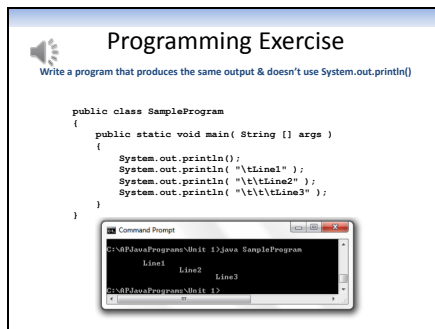 Programming Exercise
Write a program that produces the same output & doesn't use System.out.println()
public class SampleProgram
{
public static void main( String [] args )
{
System.out.println();
System.out.println( "\tLine1" );
System.out.println( "\t\tLine2" );
System.out.println( "\t\t\tLine3" );
}
}
Command Prompt
C:\APJavaPrograms\Unit 1>java SampleProgram
Line1
Line2
Line3
C:\APJavaPrograms\Unit 1>